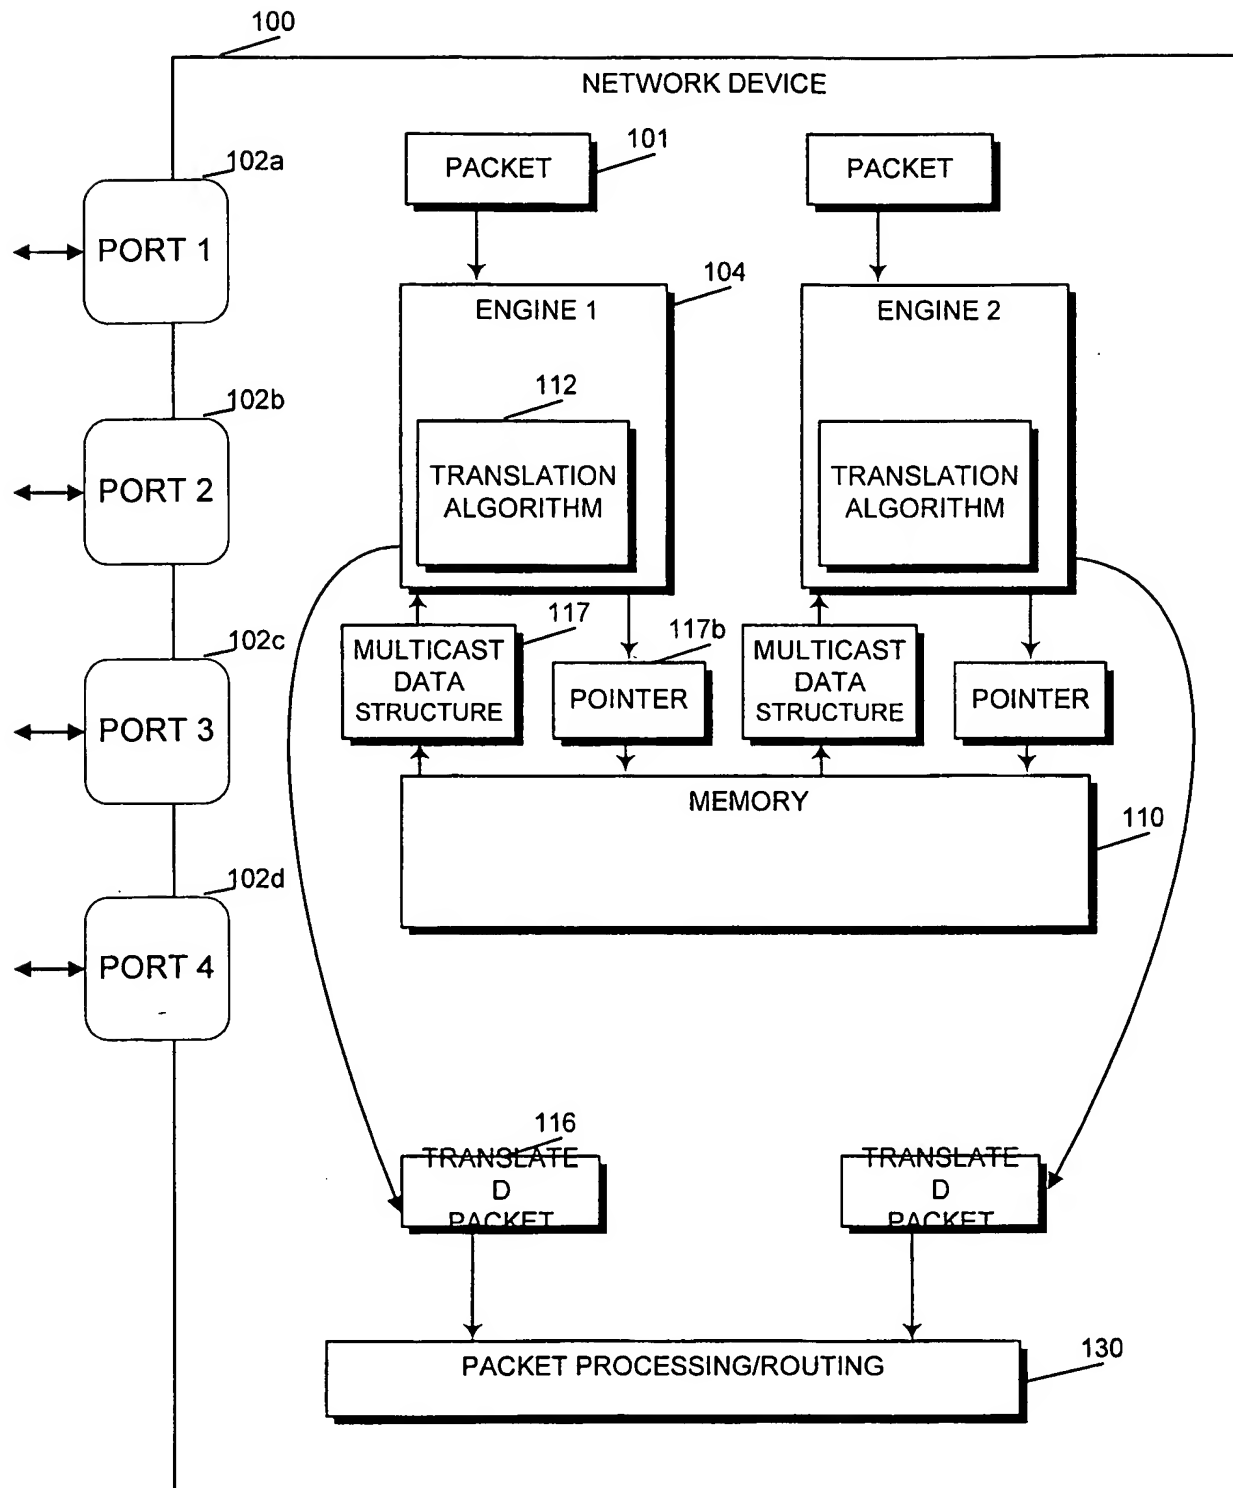 100
NETWORK DEVICE
102a
PORT 1
102b
PORT 2
102c
PORT 3
102d
PORT 4
PACKET
101
PACKET
ENGINE 1
104
ENGINE 2
112
TRANSLATION
ALGORITHM
TRANSLATION
ALGORITHM
MULTICAST
DATA
STRUCTURE
117
POINTER
117b
MULTICAST
DATA
STRUCTURE
POINTER
MEMORY
110
116
TRANSLATE
D
PACKET
TRANSLATE
D
PACKET
PACKET PROCESSING/ROUTING
130